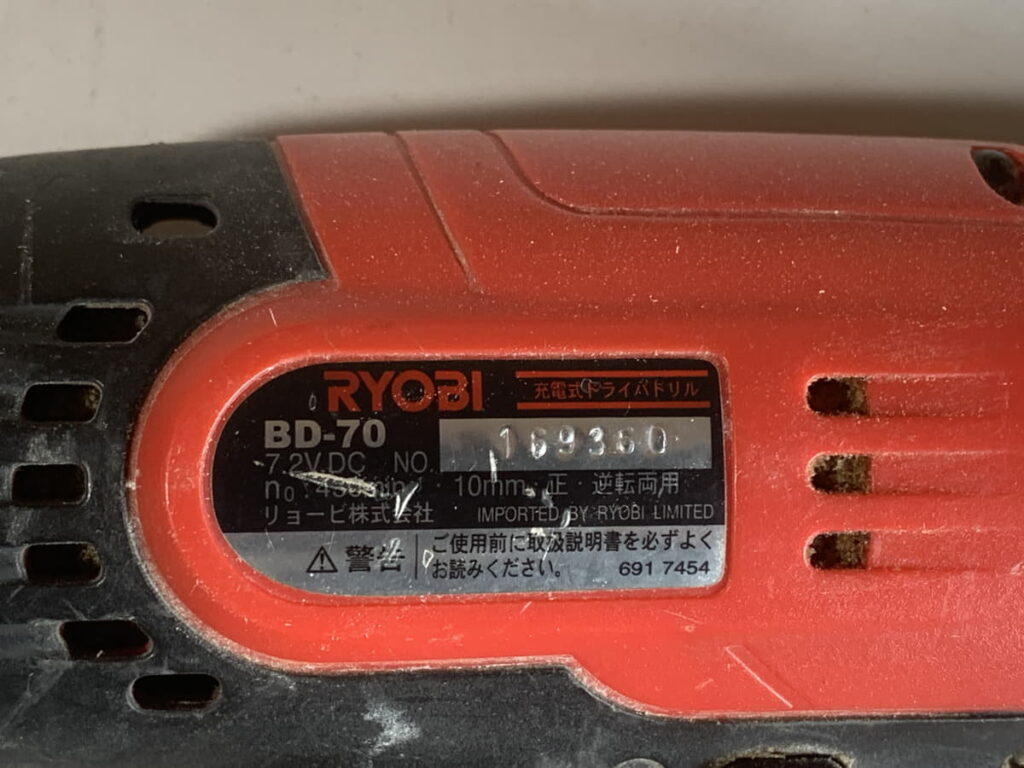 RYOBI 充電式ドライバドリル
BD-70 169360
7.2V DC NO.
n₀ 10mm 正・逆転両用
リョービ株式会社 IMPORTED BY RYOBI LIMITED
⚠警告 ご使用前に取扱説明書を必ずよく
お読みください。 691 7454